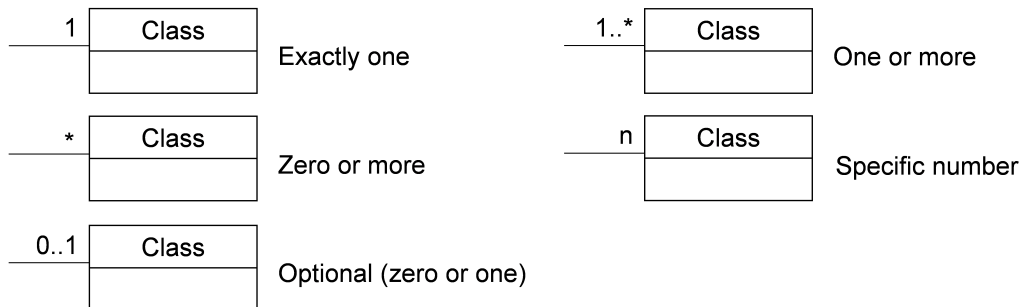 1 Class Exactly one
1..* Class One or more
* Class Zero or more
n Class Specific number
0..1 Class Optional (zero or one)